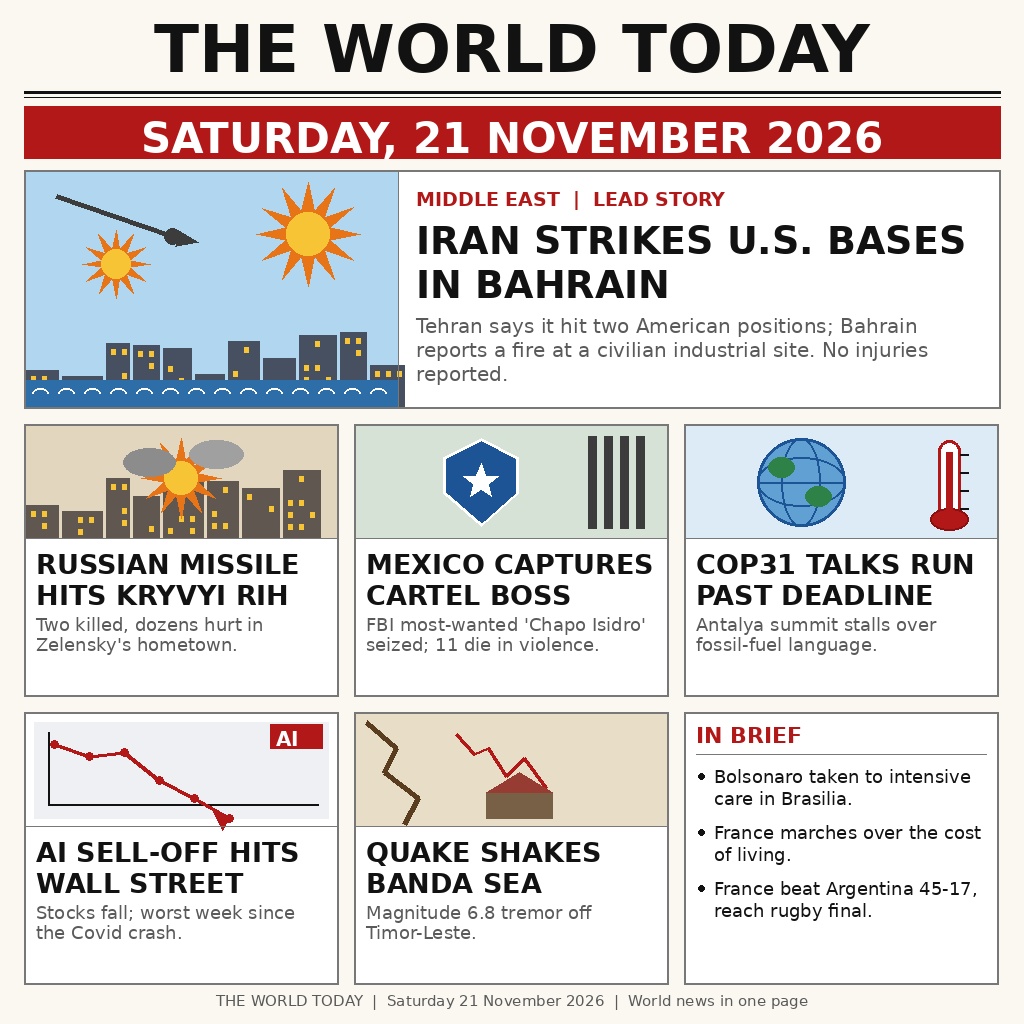 THE WORLD TODAY
SATURDAY, 21 NOVEMBER 2026
MIDDLE EAST | LEAD STORY
IRAN STRIKES U.S. BASES
IN BAHRAIN
Tehran says it hit two American positions; Bahrain
reports a fire at a civilian industrial site. No injuries
reported.
RUSSIAN MISSILE
HITS KRYVYI RIH
Two killed, dozens hurt in
Zelensky's hometown.
MEXICO CAPTURES
CARTEL BOSS
FBI most-wanted 'Chapo Isidro'
seized; 11 die in violence.
COP31 TALKS RUN
PAST DEADLINE
Antalya summit stalls over
fossil-fuel language.
AI
AI SELL-OFF HITS
WALL STREET
Stocks fall; worst week since
the Covid crash.
QUAKE SHAKES
BANDA SEA
Magnitude 6.8 tremor off
Timor-Leste.
IN BRIEF
• Bolsonaro taken to intensive
care in Brasilia.
• France marches over the cost
of living.
• France beat Argentina 45-17,
reach rugby final.
THE WORLD TODAY | Saturday 21 November 2026 | World news in one page